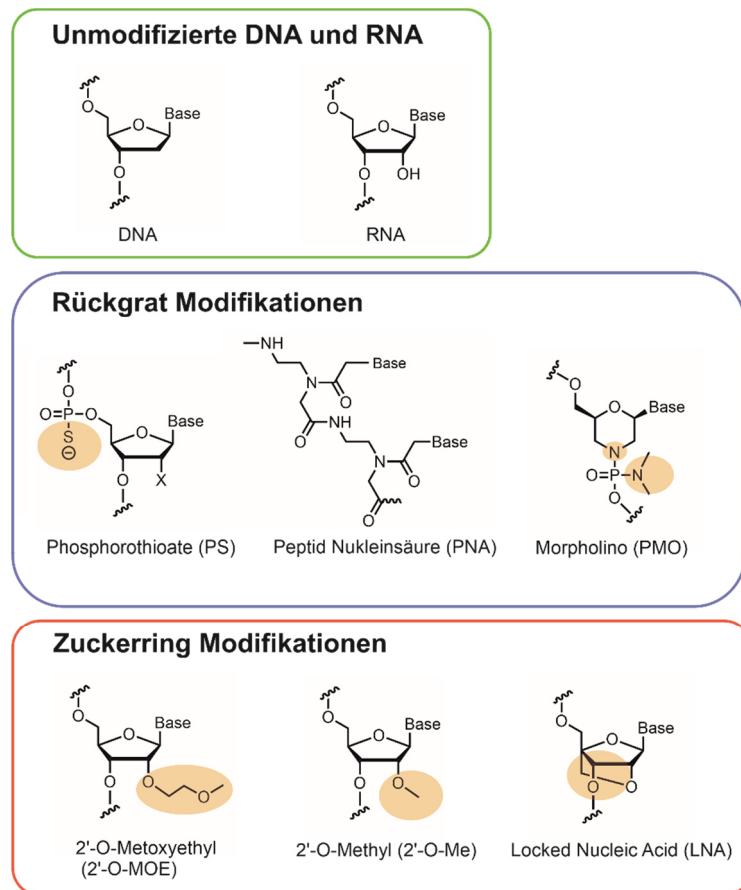 Unmodifizierte DNA und RNA
O
O
Base
O
DNA
O
O
Base
O
OH
RNA
Rückgrat Modifikationen
O
O=P-O
S
⊖
O
Base
O
X
Phosphorothioate (PS)
NH
N
Base
O
O
NH
N
Base
O
O
Peptid Nukleinsäure (PNA)
O
O
Base
N
O=P-N
O
Morpholino (PMO)
Zuckerring Modifikationen
O
O
Base
O
O
O
2'-O-Metoxyethyl
(2'-O-MOE)
O
O
Base
O
O
2'-O-Methyl (2'-O-Me)
O
O
Base
O
O
Locked Nucleic Acid (LNA)